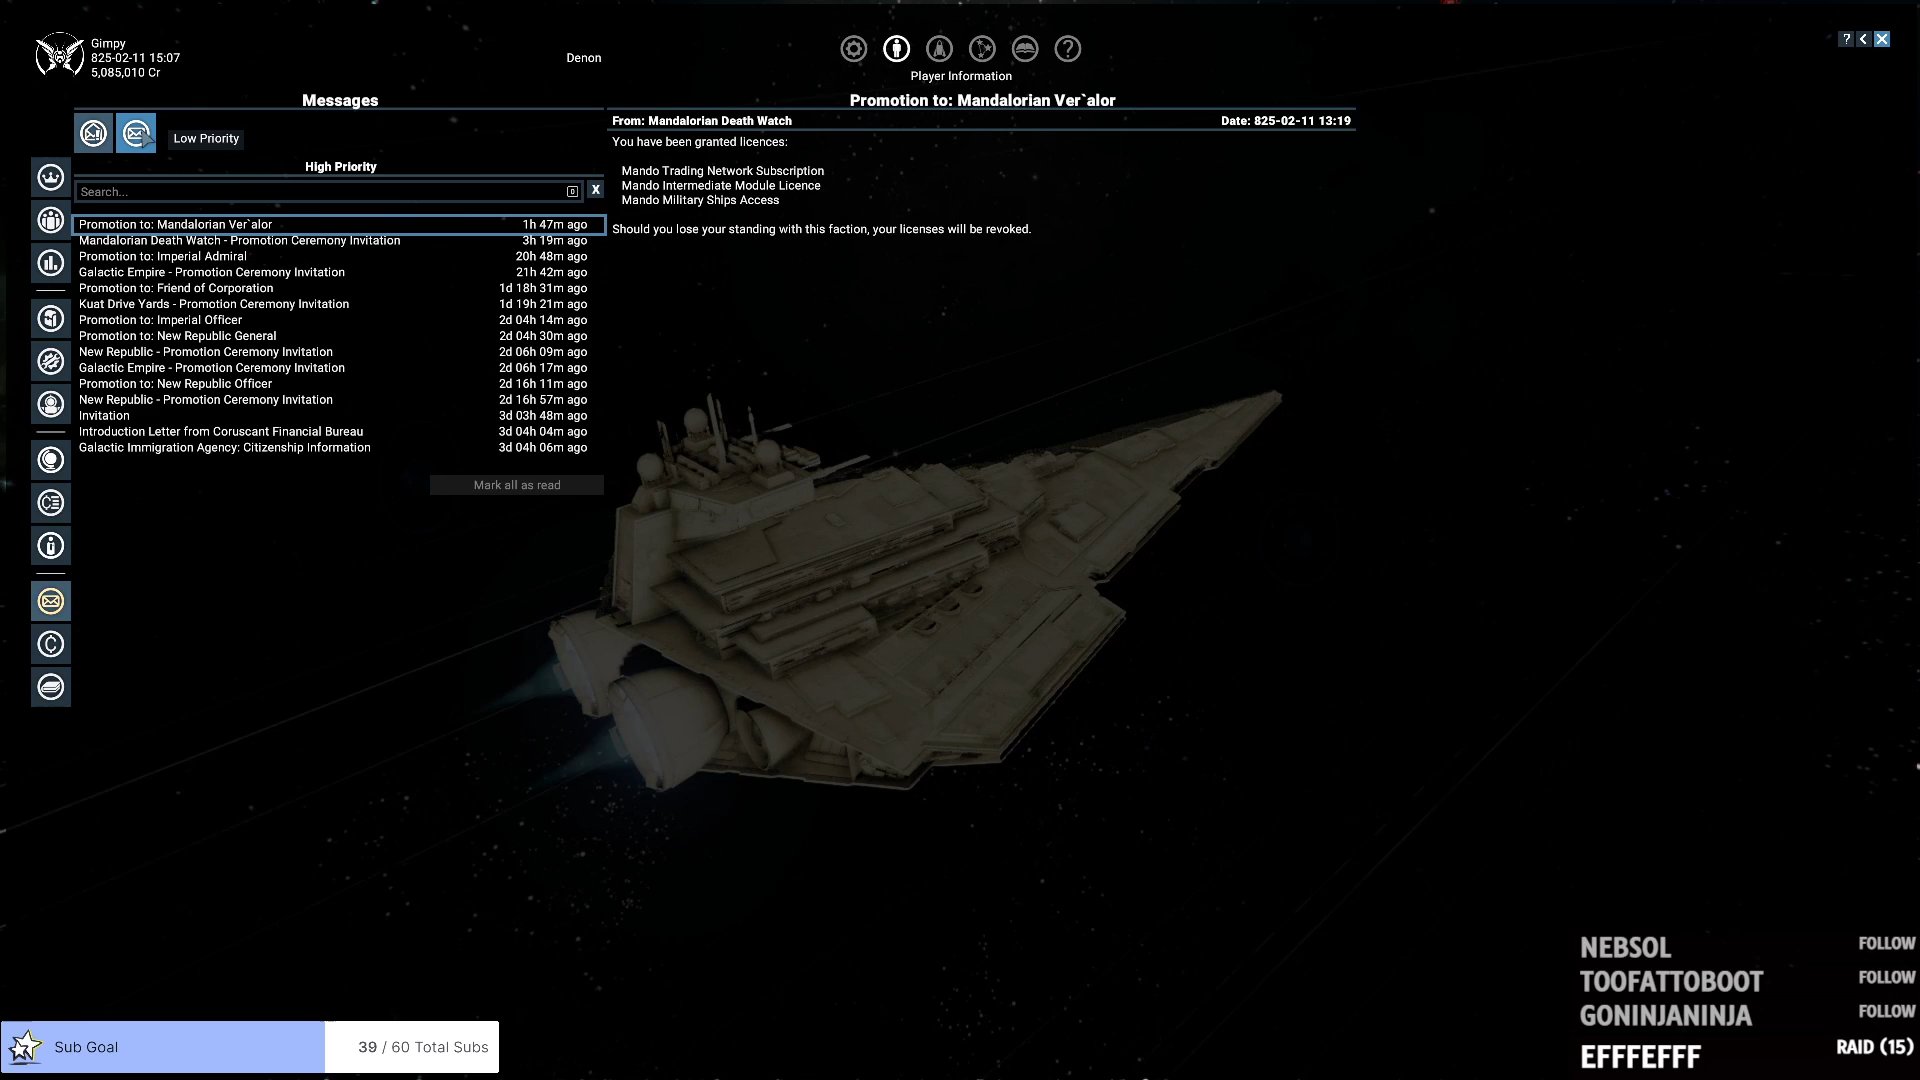 Gimpy
825-02-11 15:07
5,085,010 Cr
Denon
Player Information
? < X
Messages
Low Priority
High Priority
Search...
X
Promotion to: Mandalorian Ver`alor 1h 47m ago
Mandalorian Death Watch - Promotion Ceremony Invitation 3h 19m ago
Promotion to: Imperial Admiral 20h 48m ago
Galactic Empire - Promotion Ceremony Invitation 21h 42m ago
Promotion to: Friend of Corporation 1d 18h 31m ago
Kuat Drive Yards - Promotion Ceremony Invitation 1d 19h 21m ago
Promotion to: Imperial Officer 2d 04h 14m ago
Promotion to: New Republic General 2d 04h 30m ago
New Republic - Promotion Ceremony Invitation 2d 06h 09m ago
Galactic Empire - Promotion Ceremony Invitation 2d 06h 17m ago
Promotion to: New Republic Officer 2d 16h 11m ago
New Republic - Promotion Ceremony Invitation 2d 16h 57m ago
Invitation 3d 03h 48m ago
Introduction Letter from Coruscant Financial Bureau 3d 04h 04m ago
Galactic Immigration Agency: Citizenship Information 3d 04h 06m ago
Mark all as read
Promotion to: Mandalorian Ver`alor
From: Mandalorian Death Watch Date: 825-02-11 13:19
You have been granted licences:
Mando Trading Network Subscription
Mando Intermediate Module Licence
Mando Military Ships Access
Should you lose your standing with this faction, your licenses will be revoked.
NEBSOL FOLLOW
TOOFATTOBOOT FOLLOW
GONINJANINJA FOLLOW
EFFFEFFF RAID (15)
Sub Goal 39 / 60 Total Subs